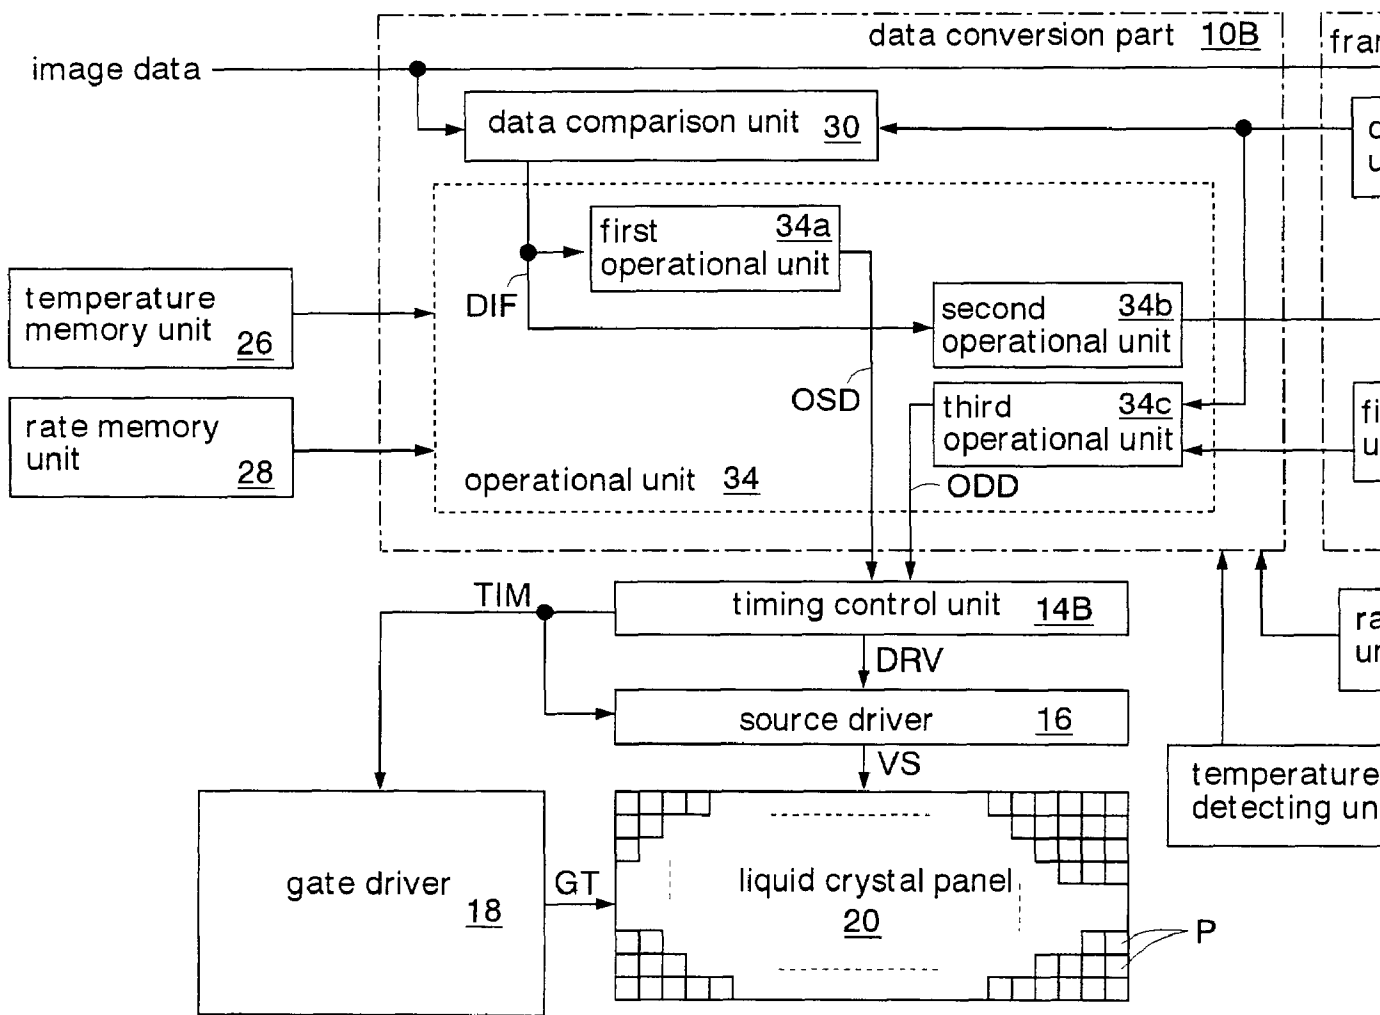 data conversion part 10B
image data
data comparison unit 30
first 34a
operational unit
DIF
temperature
memory unit 26
second 34b
operational unit
OSD
rate memory
unit 28
third 34c
operational unit
ODD
operational unit 34
TIM
timing control unit 14B
DRV
source driver 16
VS
temperature
detecting
gate driver 18
GT
liquid crystal panel
20
P